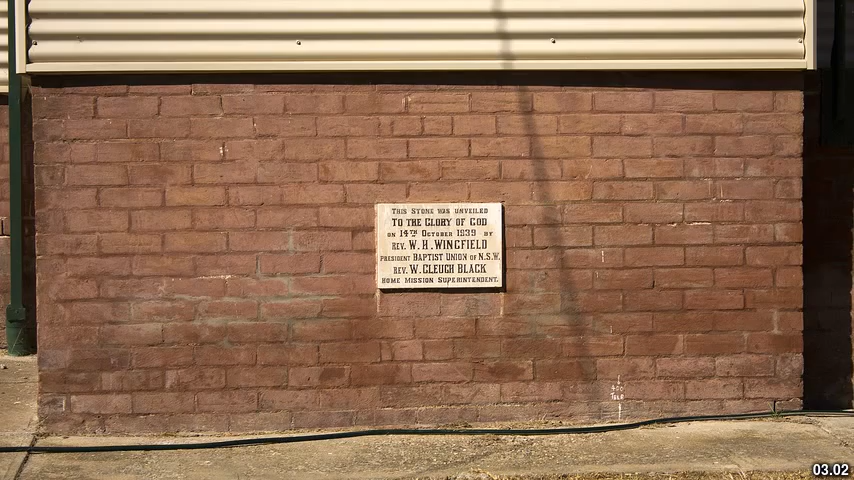 THIS STONE WAS UNVEILED
TO THE GLORY OF GOD
ON 14TH OCTOBER 1939 BY
REV. W. H. WINGFIELD
PRESIDENT BAPTIST UNION OF N.S.W.
REV. W. CLEUGH BLACK
HOME MISSION SUPERINTENDENT.
03.02